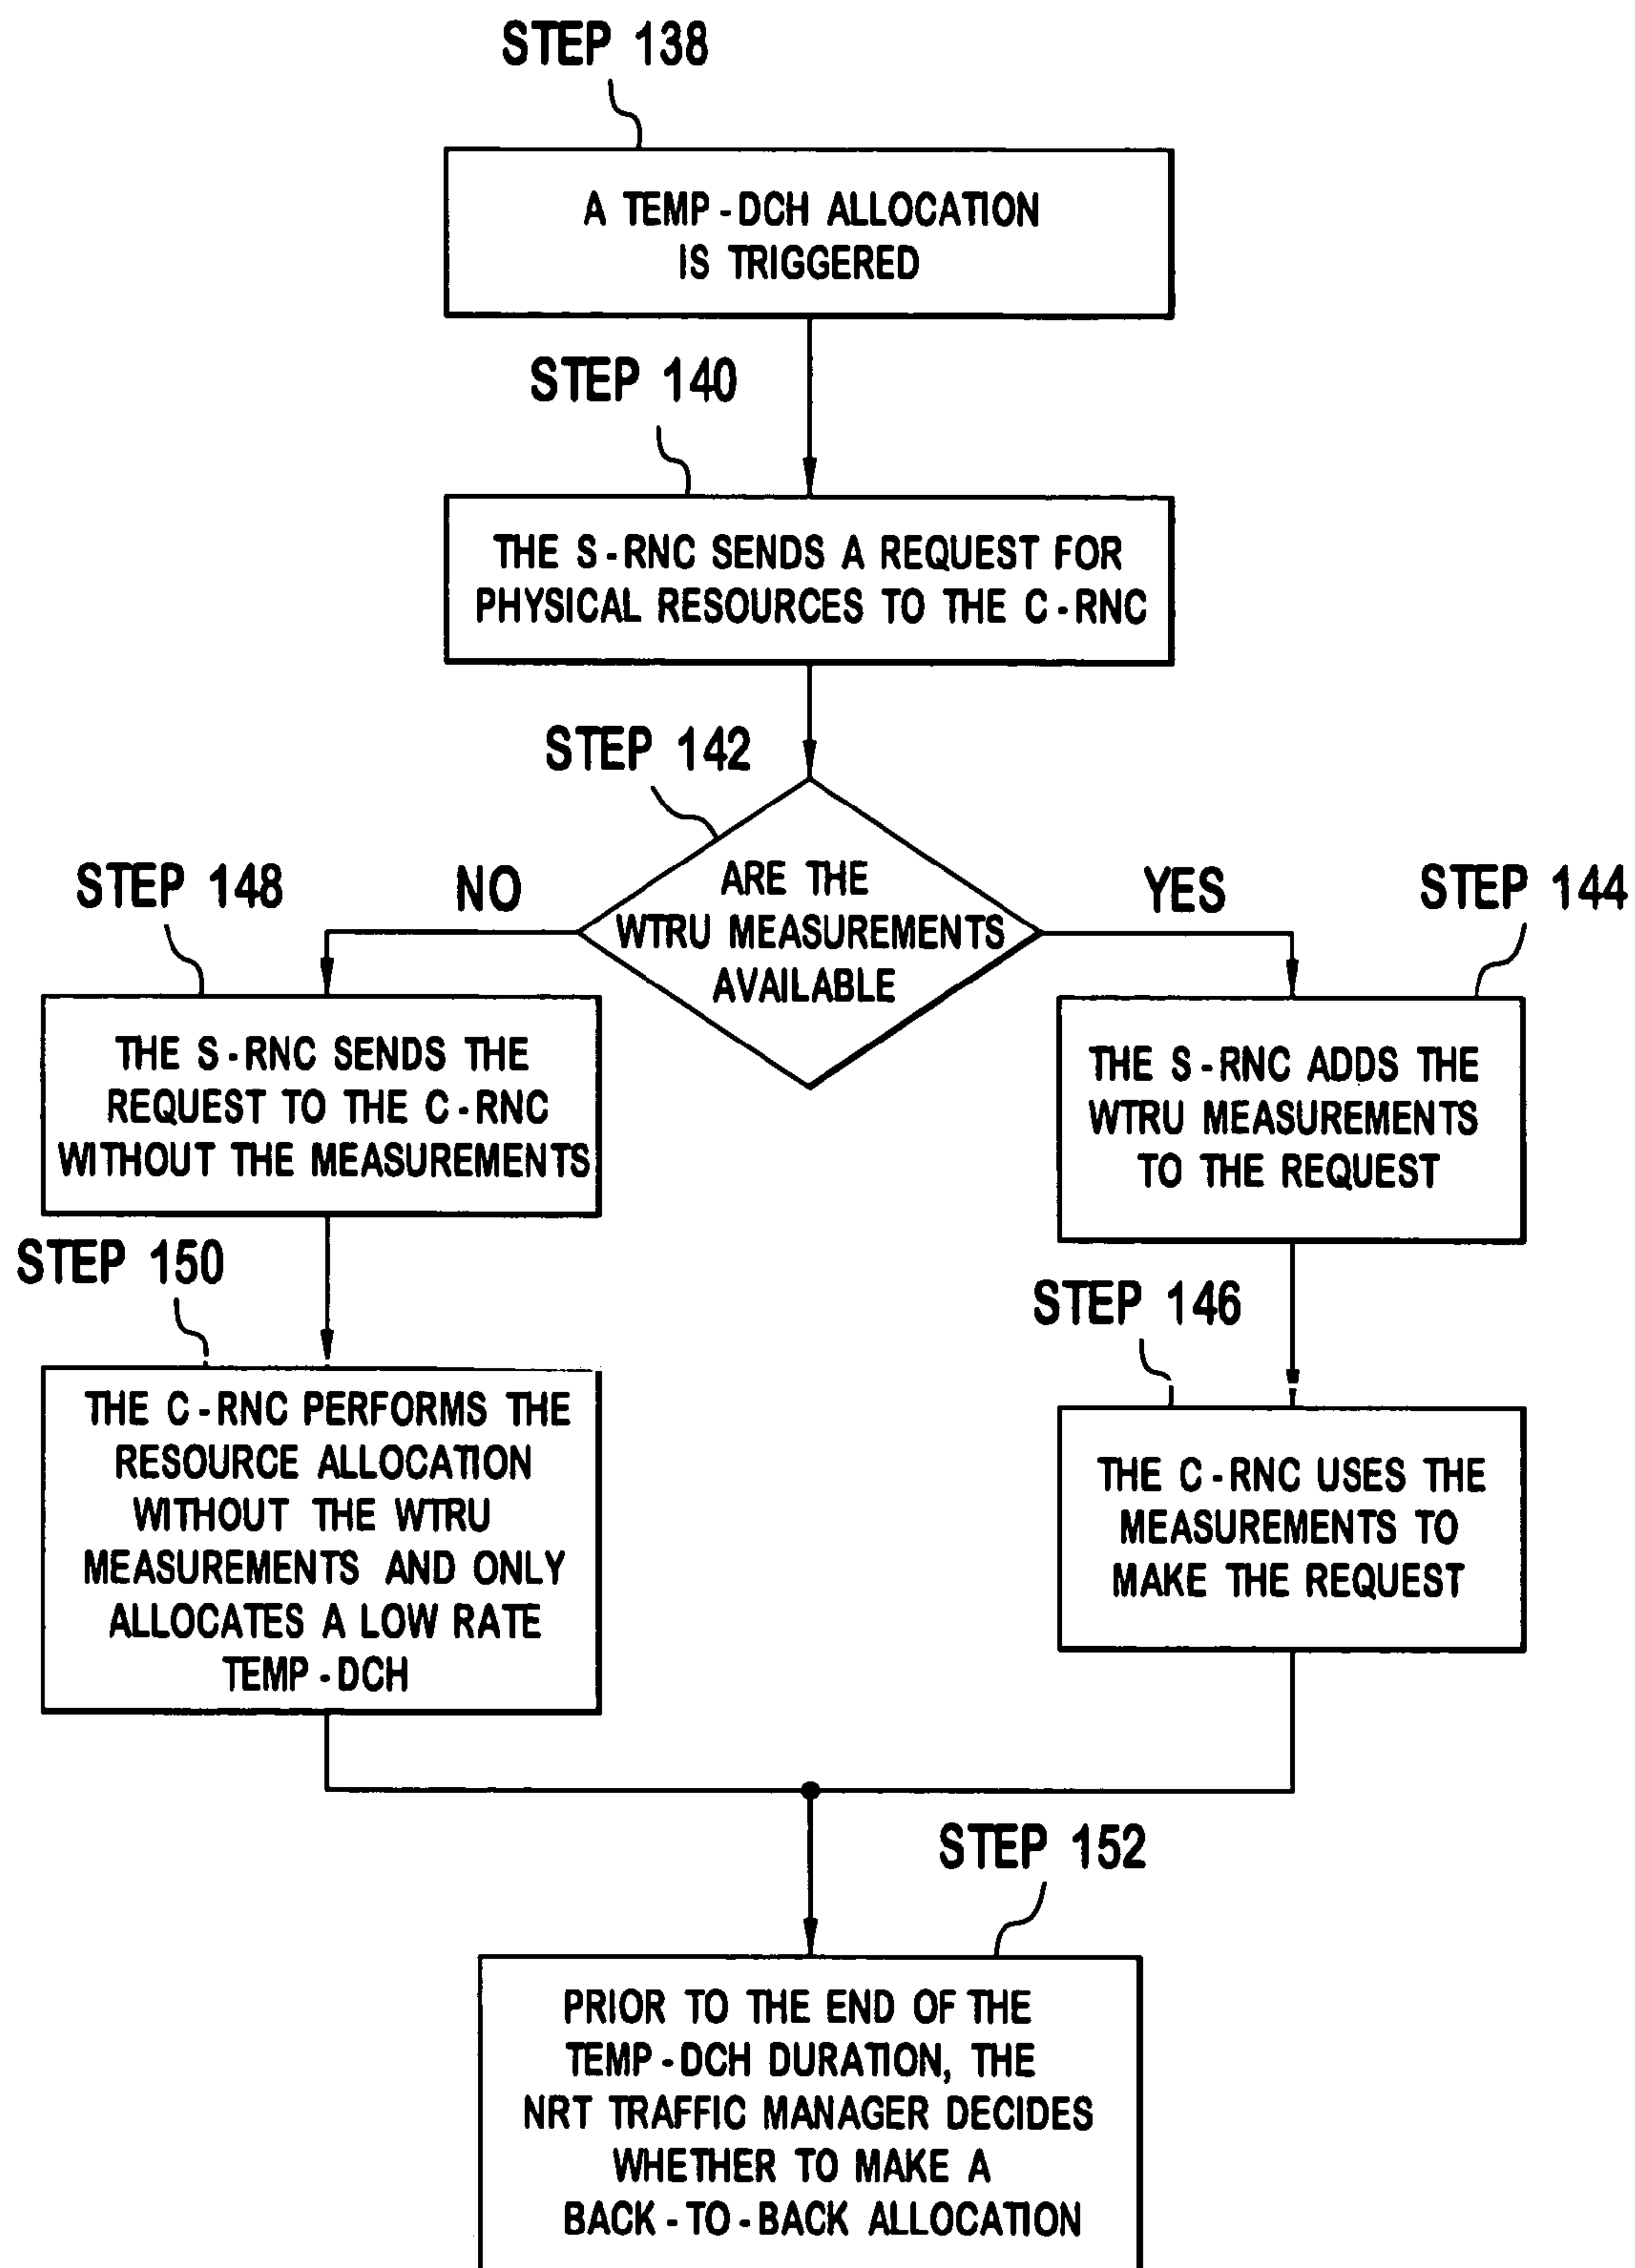 STEP 138
A TEMP-DCH ALLOCATION
IS TRIGGERED
STEP 140
THE S-RNC SENDS A REQUEST FOR
PHYSICAL RESOURCES TO THE C-RNC
STEP 142
ARE THE
WTRU MEASUREMENTS
AVAILABLE
NO
YES
STEP 148
THE S-RNC SENDS THE
REQUEST TO THE C-RNC
WITHOUT THE MEASUREMENTS
STEP 144
THE S-RNC ADDS THE
WTRU MEASUREMENTS
TO THE REQUEST
STEP 150
THE C-RNC PERFORMS THE
RESOURCE ALLOCATION
WITHOUT THE WTRU
MEASUREMENTS AND ONLY
ALLOCATES A LOW RATE
TEMP-DCH
STEP 146
THE C-RNC USES THE
MEASUREMENTS TO
MAKE THE REQUEST
STEP 152
PRIOR TO THE END OF THE
TEMP-DCH DURATION, THE
NRT TRAFFIC MANAGER DECIDES
WHETHER TO MAKE A
BACK-TO-BACK ALLOCATION